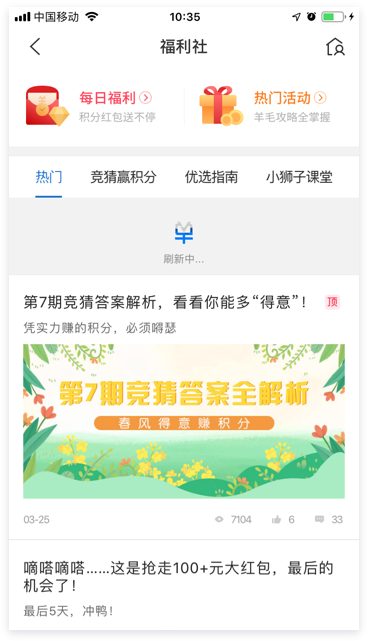 中国移动 10:35
福利社
每日福利
积分红包送不停
热门活动
羊毛攻略全掌握
热门 竞猜赢积分 优选指南 小狮子课堂
刷新中...
第7期竞猜答案解析，看看你能多“得意”！ 顶
凭实力赚的积分，必须嘚瑟
第7期竞猜答案全解析
春风得意赚积分
03-25 7104 6 33
嘀嗒嘀嗒……这是抢走100+元大红包，最后的
机会了！
最后5天，冲鸭！